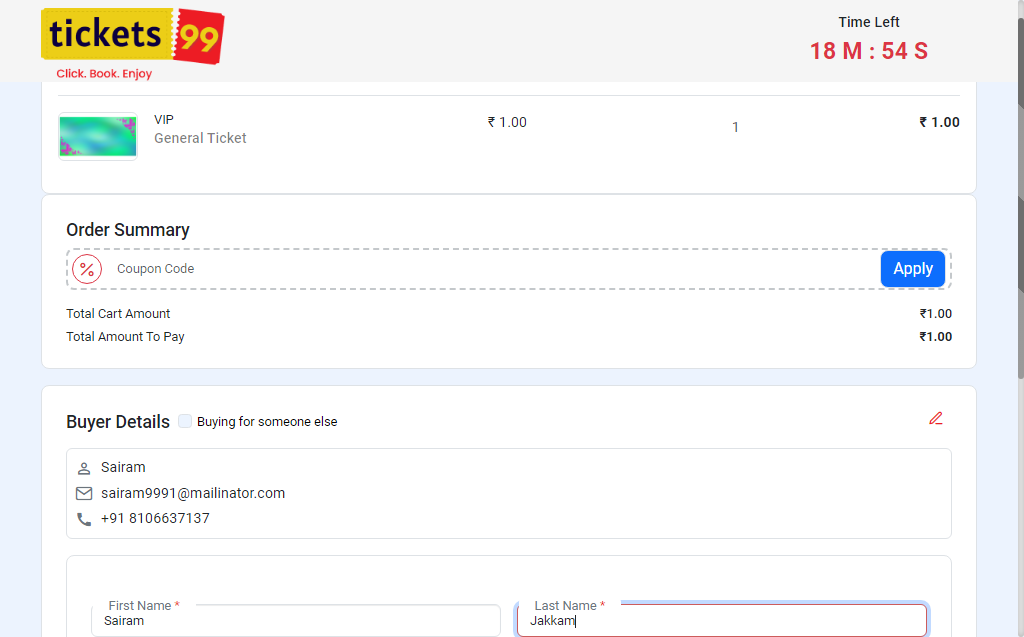 tickets 99
Click. Book. Enjoy
Time Left
18 M : 54 S
VIP
General Ticket
₹ 1.00
1
₹ 1.00
Order Summary
Coupon Code
Apply
Total Cart Amount ₹1.00
Total Amount To Pay ₹1.00
Buyer Details Buying for someone else
Sairam
sairam9991@mailinator.com
+91 8106637137
First Name * Last Name *
Sairam Jakkam